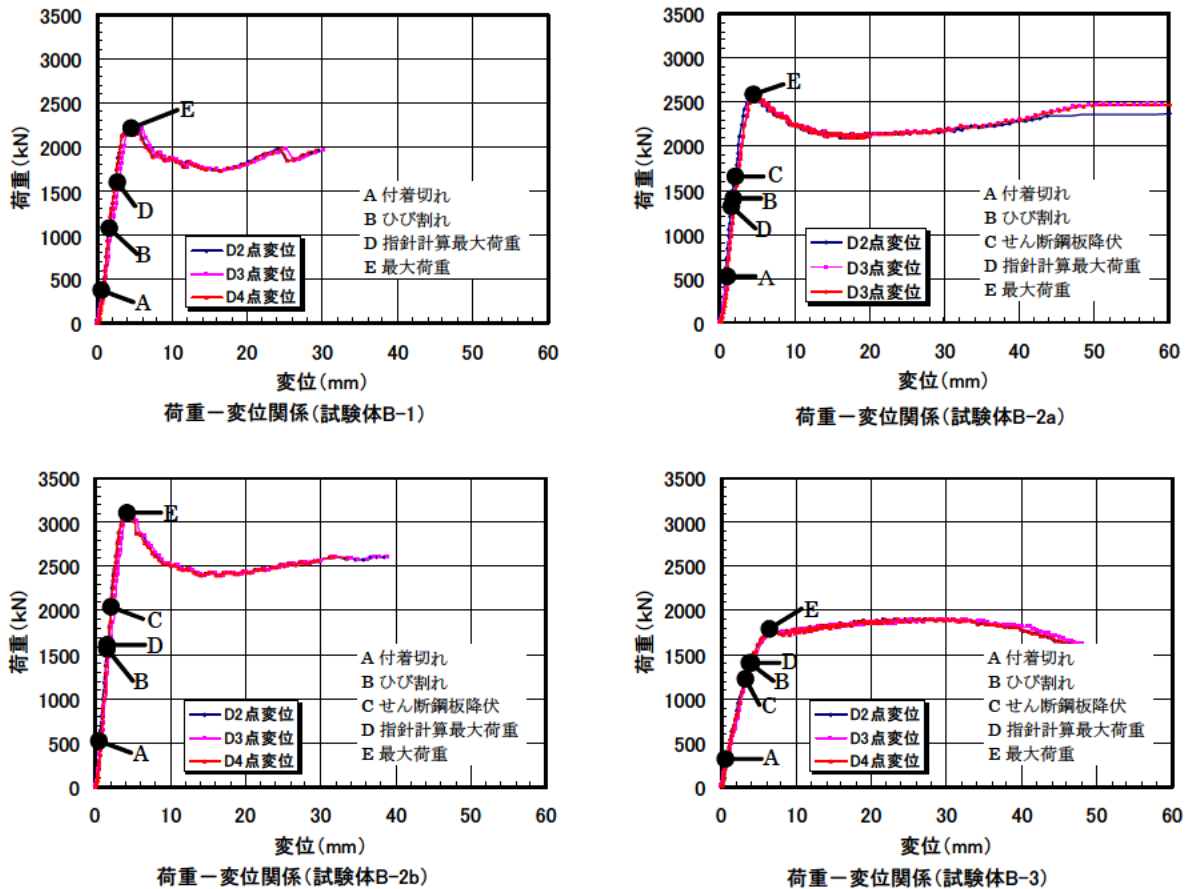 3500
3000
2500
2000
1500
1000
500
0
荷重(kN)
E
D
B
A
A 付着切れ
B ひび割れ
D 指針計算最大荷重
E 最大荷重
D2点変位
D3点変位
D4点変位
0 10 20 30 40 50 60
変位(mm)
荷重－変位関係(試験体B-1)
3500
3000
2500
2000
1500
1000
500
0
荷重(kN)
E
C
B
D
A
A 付着切れ
B ひび割れ
C せん断鋼板降伏
D 指針計算最大荷重
E 最大荷重
D2点変位
D3点変位
D3点変位
0 10 20 30 40 50 60
変位(mm)
荷重－変位関係(試験体B-2a)
3500
3000
2500
2000
1500
1000
500
0
荷重(kN)
E
C
D
B
A
A 付着切れ
B ひび割れ
C せん断鋼板降伏
D 指針計算最大荷重
E 最大荷重
D2点変位
D3点変位
D4点変位
0 10 20 30 40 50 60
変位(mm)
荷重－変位関係(試験体B-2b)
3500
3000
2500
2000
1500
1000
500
0
荷重(kN)
E
D
B
C
A
A 付着切れ
B ひび割れ
C せん断鋼板降伏
D 指針計算最大荷重
E 最大荷重
D2点変位
D3点変位
D4点変位
0 10 20 30 40 50 60
変位(mm)
荷重－変位関係(試験体B-3)